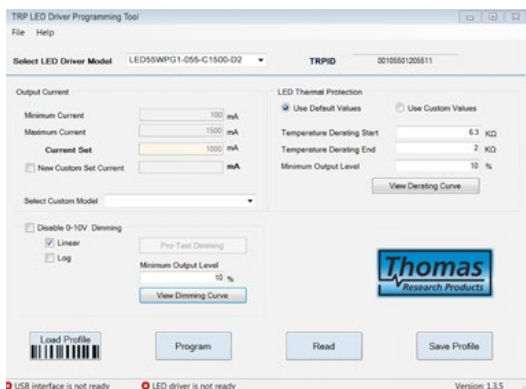 TRP LED Driver Programming Tool
File Help
Select LED Driver Model LED55WPG1-055-C1500-D2 TRPID 00105501205511
Output Current
Minimum Current 100 mA
Maximum Current 1500 mA
Current Set 1000 mA
New Custom Set Current mA
Select Custom Model
LED Thermal Protection
Use Default Values Use Custom Values
Temperature Derating Start 6.3 KΩ
Temperature Derating End 2 KΩ
Minimum Output Level 10 %
View Derating Curve
Disable 0-10V Dimming
Linear Pro-Text Dimming
Log
Minimum Output Level
10 %
View Dimming Curve
Thomas
Research Products
Load Profile Program Read Save Profile
USB interface is not ready LED driver is not ready Version: 1.3.5